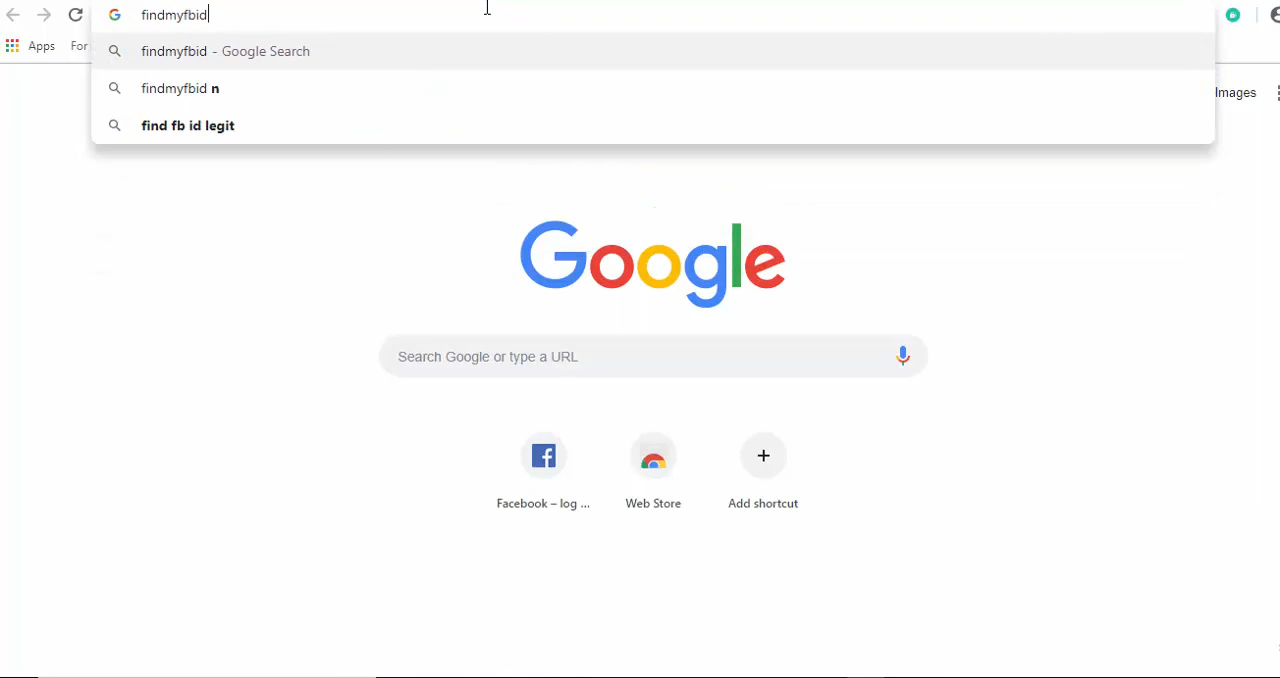 findmyfbid
findmyfbid - Google Search
Apps For
findmyfbid n
Images
find fb id legit
Google
Search Google or type a URL
Facebook – log ... Web Store Add shortcut